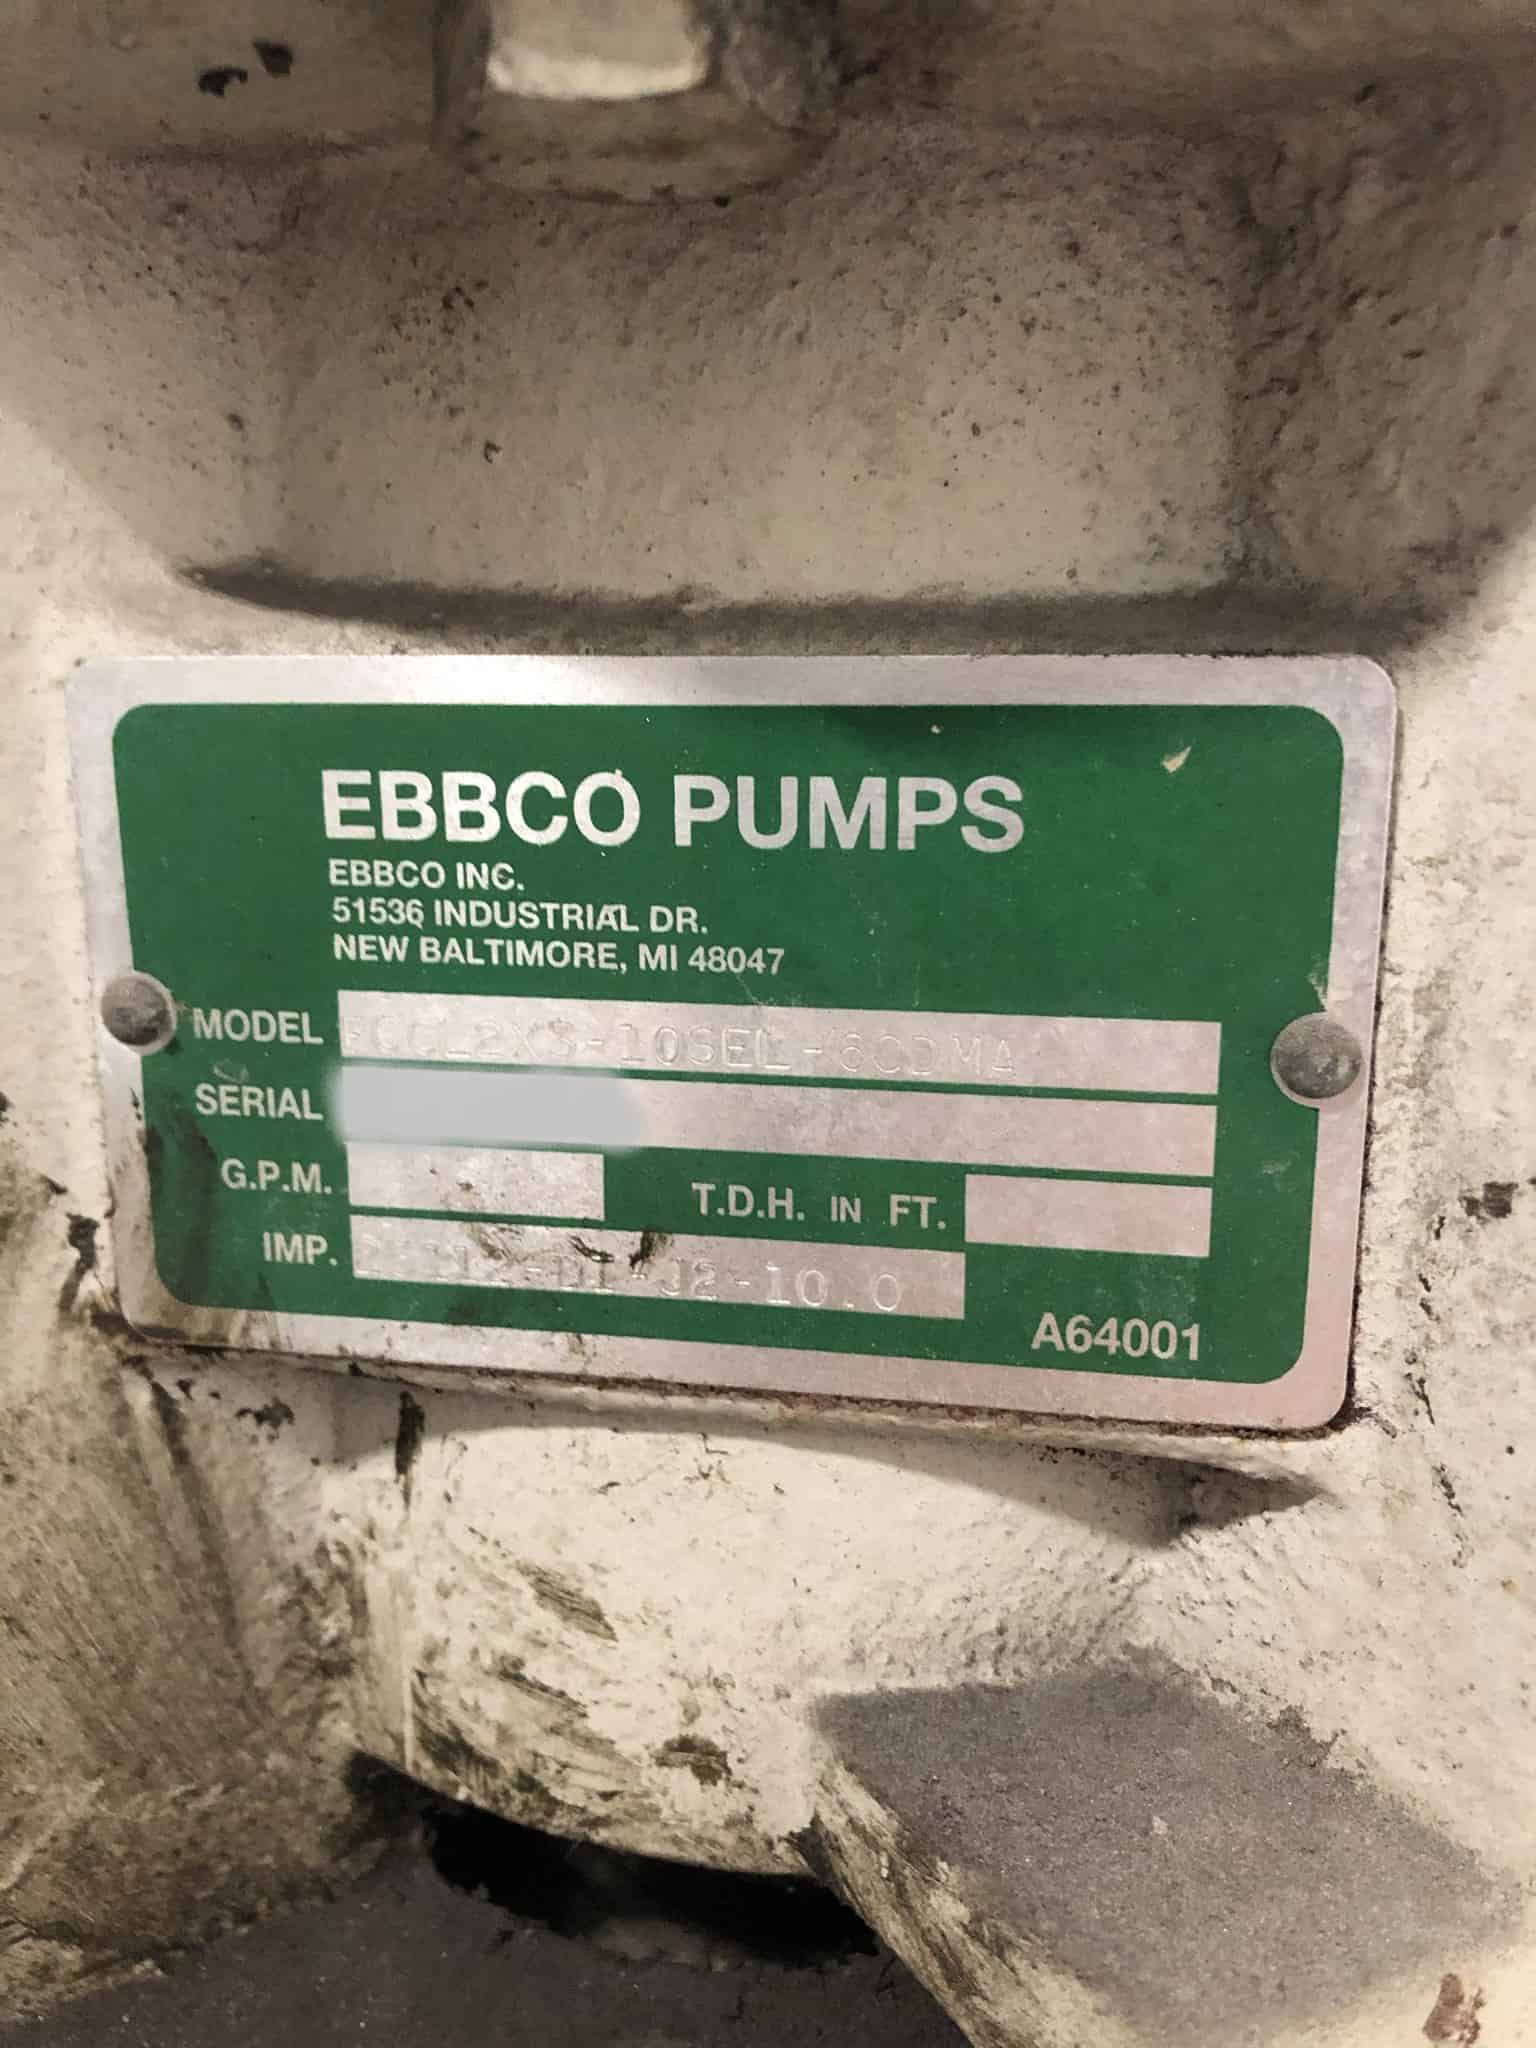 EBBCO PUMPS
EBBCO INC.
51536 INDUSTRIAL DR.
NEW BALTIMORE, MI 48047
MODEL
SERIAL
G.P.M. T.D.H. IN FT.
IMP.
A64001